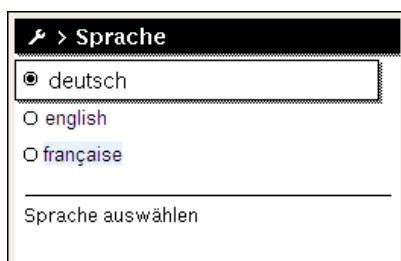 > Sprache
deutsch
english
française
Sprache auswählen